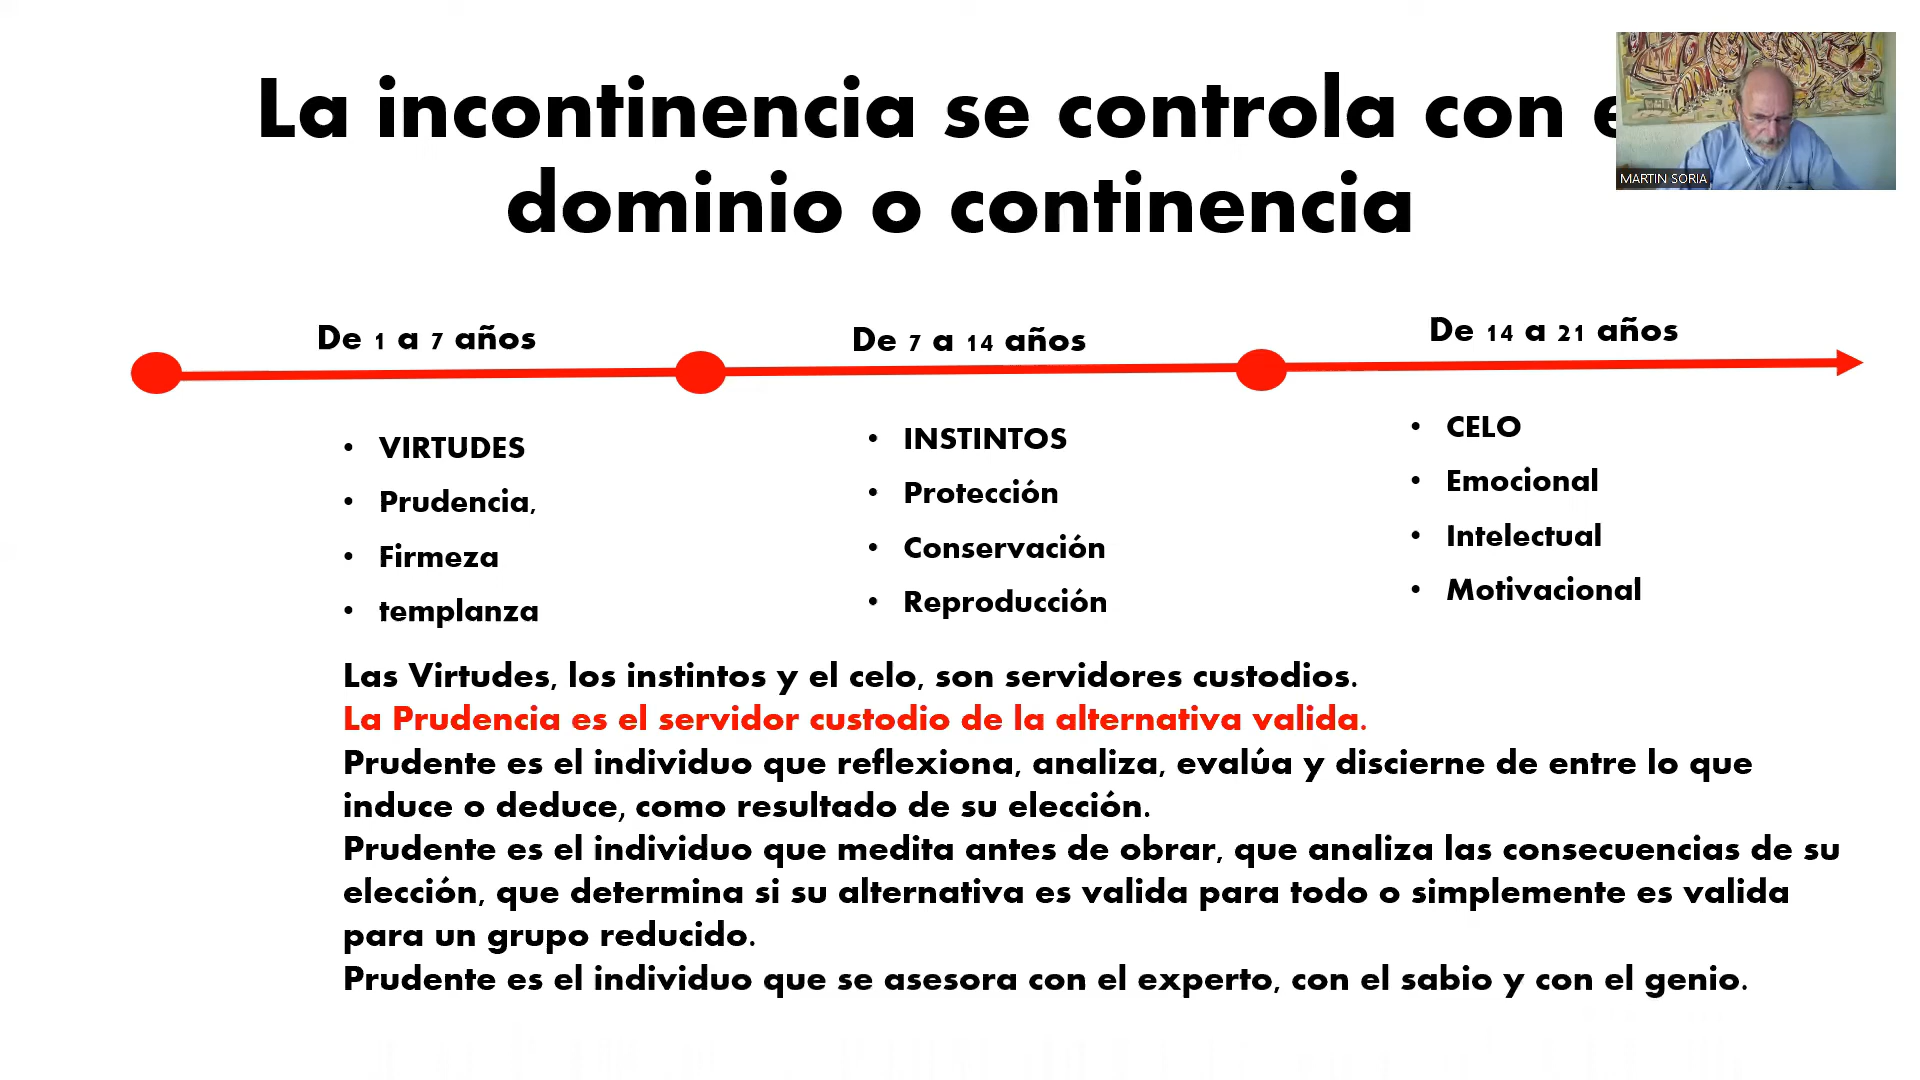 La incontinencia se controla con e
dominio o continencia
MARTIN SORIA
De 1 a 7 años
De 7 a 14 años
De 14 a 21 años
• VIRTUDES
• Prudencia,
• Firmeza
• templanza
• INSTINTOS
• Protección
• Conservación
• Reproducción
• CELO
• Emocional
• Intelectual
• Motivacional
Las Virtudes, los instintos y el celo, son servidores custodios.
La Prudencia es el servidor custodio de la alternativa valida.
Prudente es el individuo que reflexiona, analiza, evalúa y discierne de entre lo que
induce o deduce, como resultado de su elección.
Prudente es el individuo que medita antes de obrar, que analiza las consecuencias de su
elección, que determina si su alternativa es valida para todo o simplemente es valida
para un grupo reducido.
Prudente es el individuo que se asesora con el experto, con el sabio y con el genio.